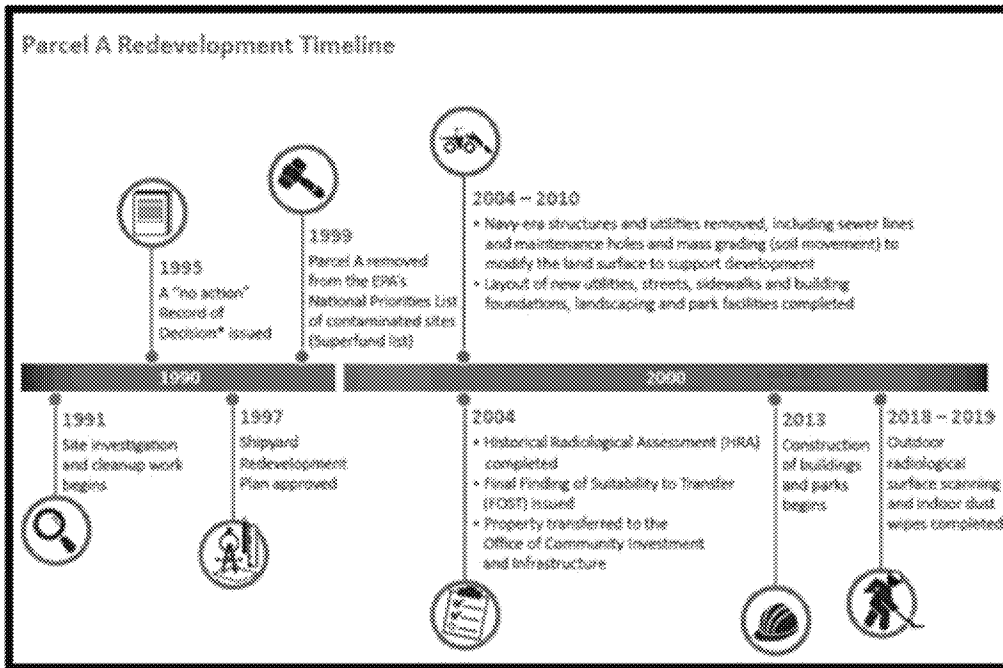 Parcel A Redevelopment Timeline
1995
A "no action"
Record of
Decision* issued
1999
Parcel A removed
from the EPA's
National Priorities List
of contaminated sites
(Superfund list)
2004 – 2010
• Navy-era structures and utilities removed, including sewer lines
and maintenance holes and mass grading (soil movement) to
modify the land surface to support development
• Layout of new utilities, streets, sidewalks and building
foundations, landscaping and park facilities completed
1990
2000
1991
Site investigation
and cleanup work
begins
1997
Shipyard
Redevelopment
Plan approved
2004
• Historical Radiological Assessment (HRA)
completed
• Final Finding of Suitability to Transfer
(FOST) issued
• Property transferred to the
Office of Community Investment
and Infrastructure
2013
Construction
of buildings
and parks
begins
2018 – 2019
Outdoor
radiological
surface scanning
and indoor dust
wipes completed